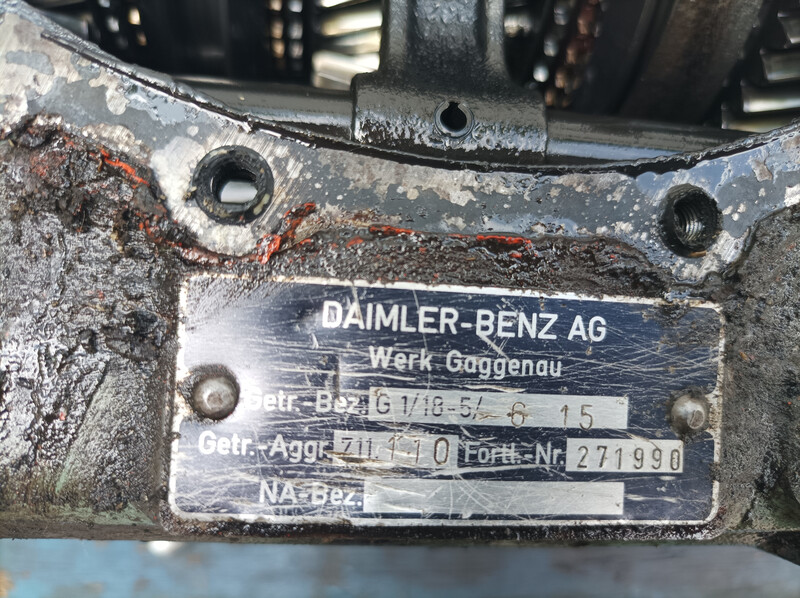 DAIMLER-BENZ AG
Werk Gaggenau
Getr.-Bez. G 1/18-5/ 6 15
Getr.-Aggr. 711.110 Fortl.-Nr. 271990
NA-Bez.